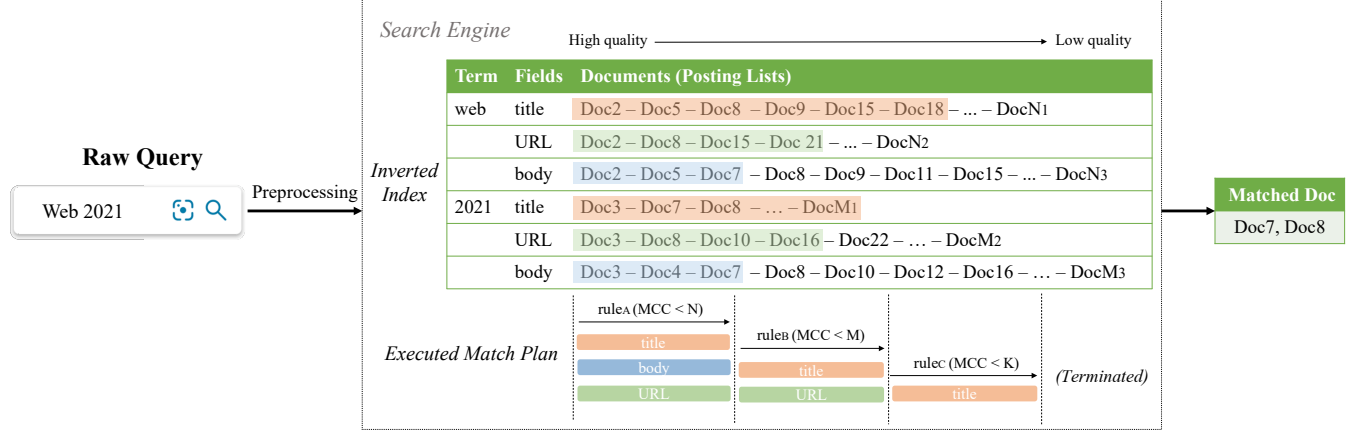 Search Engine
High quality
Low quality
Term Fields Documents (Posting Lists)
web title Doc2 – Doc5 – Doc8 – Doc9 – Doc15 – Doc18 – ... – DocN1
URL Doc2 – Doc8 – Doc15 – Doc 21 – ... – DocN2
body Doc2 – Doc5 – Doc7 – Doc8 – Doc9 – Doc11 – Doc15 – ... – DocN3
2021 title Doc3 – Doc7 – Doc8 – … – DocM1
URL Doc3 – Doc8 – Doc10 – Doc16 – Doc22 – … – DocM2
body Doc3 – Doc4 – Doc7 – Doc8 – Doc10 – Doc12 – Doc16 – … – DocM3
Raw Query
Web 2021
Preprocessing
Inverted
Index
Matched Doc
Doc7, Doc8
Executed Match Plan
ruleA (MCC < N)
title
body
URL
ruleB (MCC < M)
title
URL
ruleC (MCC < K)
title
(Terminated)